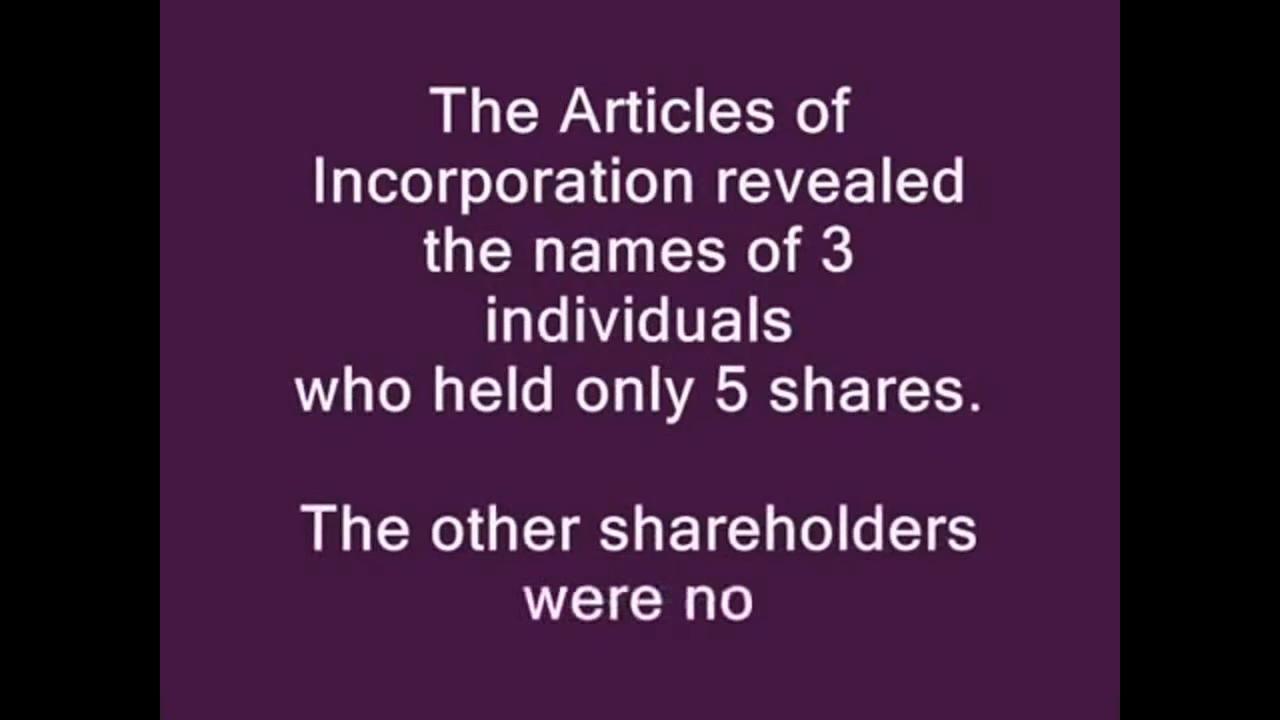 The Articles of
Incorporation revealed
the names of 3
individuals
who held only 5 shares.
The other shareholders
were no